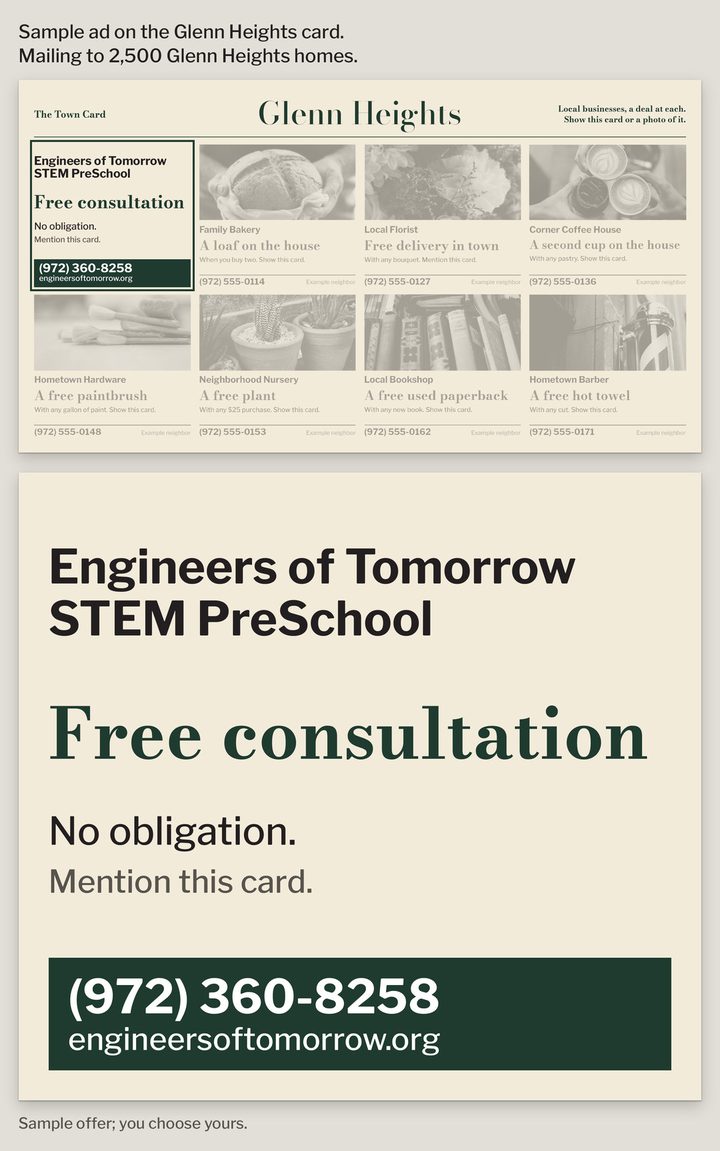 Sample ad on the Glenn Heights card.
Mailing to 2,500 Glenn Heights homes.
The Town Card
Glenn Heights
Local businesses, a deal at each.
Show this card or a photo of it.
Engineers of Tomorrow
STEM PreSchool
Free consultation
No obligation.
Mention this card.
(972) 360-8258
engineersoftomorrow.org
Family Bakery
A loaf on the house
When you buy two. Show this card.
(972) 555-0114
Example neighbor
Local Florist
Free delivery in town
With any bouquet. Mention this card.
(972) 555-0127
Example neighbor
Corner Coffee House
A second cup on the house
With any pastry. Show this card.
(972) 555-0136
Example neighbor
Hometown Hardware
A free paintbrush
With any gallon of paint. Show this card.
(972) 555-0148
Example neighbor
Neighborhood Nursery
A free plant
With any $25 purchase. Show this card.
(972) 555-0153
Example neighbor
Local Bookshop
A free used paperback
With any new book. Show this card.
(972) 555-0162
Example neighbor
Hometown Barber
A free hot towel
With any cut. Show this card.
(972) 555-0171
Example neighbor
Engineers of Tomorrow
STEM PreSchool
Free consultation
No obligation.
Mention this card.
(972) 360-8258
engineersoftomorrow.org
Sample offer; you choose yours.